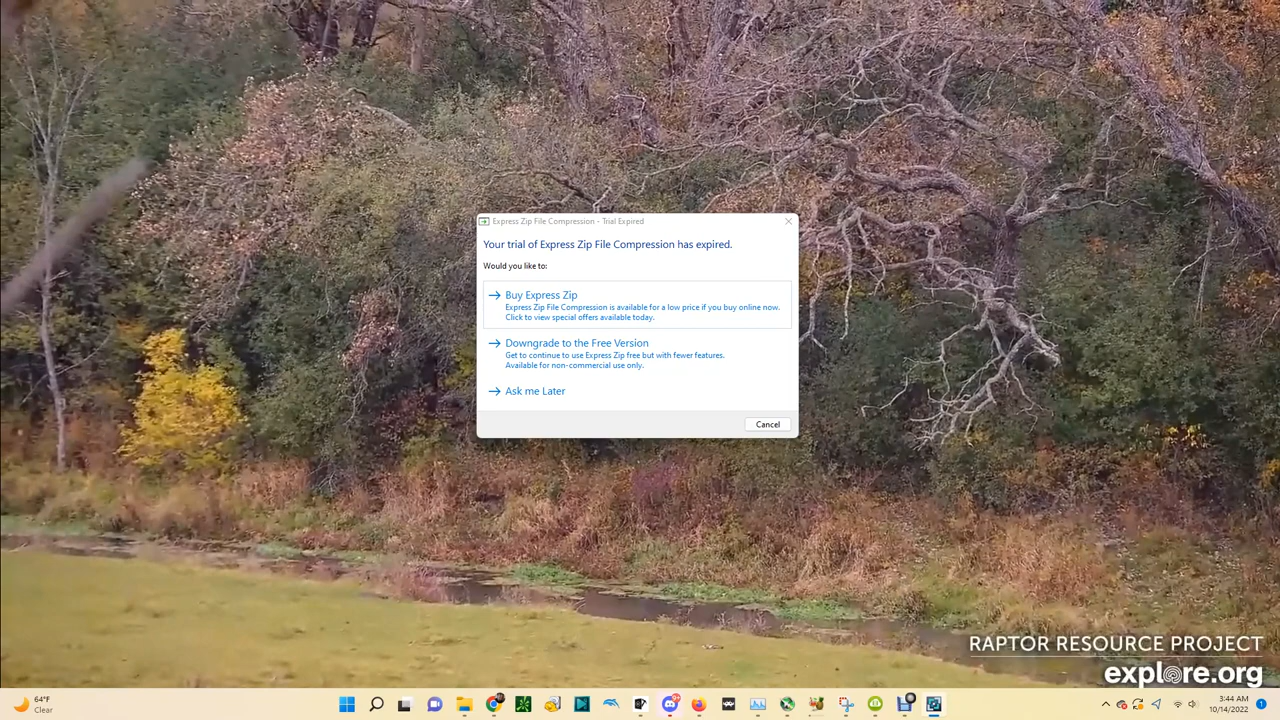 Express Zip File Compression - Trial Expired
Your trial of Express Zip File Compression has expired.
Would you like to:
Buy Express Zip
Express Zip File Compression is available for a low price if you buy online now.
Click to view special offers available today.
Downgrade to the Free Version
Get to continue to use Express Zip free but with fewer features.
Available for non-commercial use only.
Ask me Later
Cancel
RAPTOR RESOURCE PROJECT
explore.org
64°F
Clear
9+
3:44 AM
10/14/2022
1